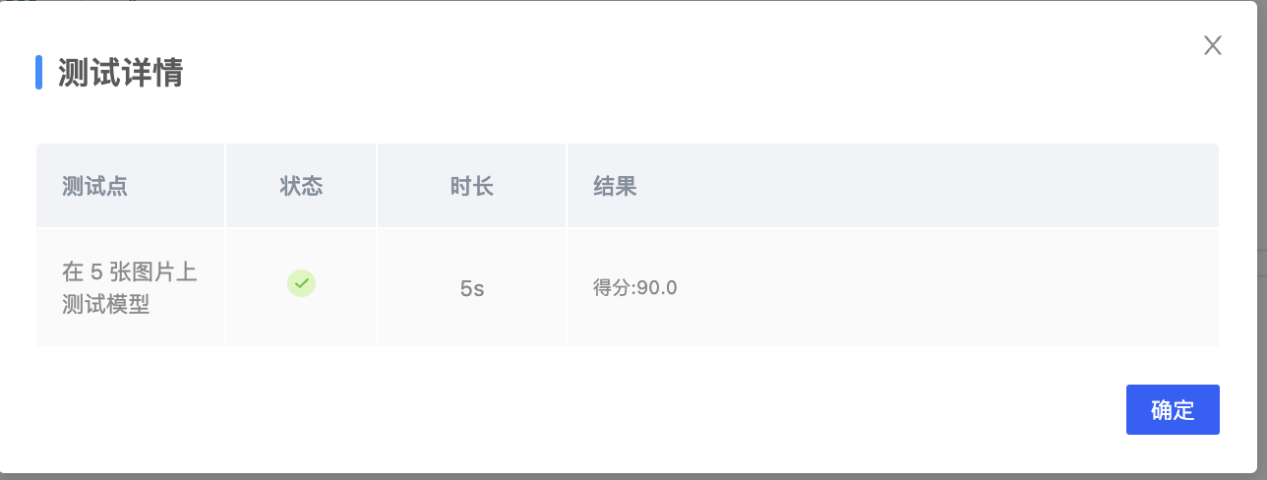 测试详情
测试点 状态 时长 结果
在 5 张图片上
测试模型
5s
得分:90.0
确定